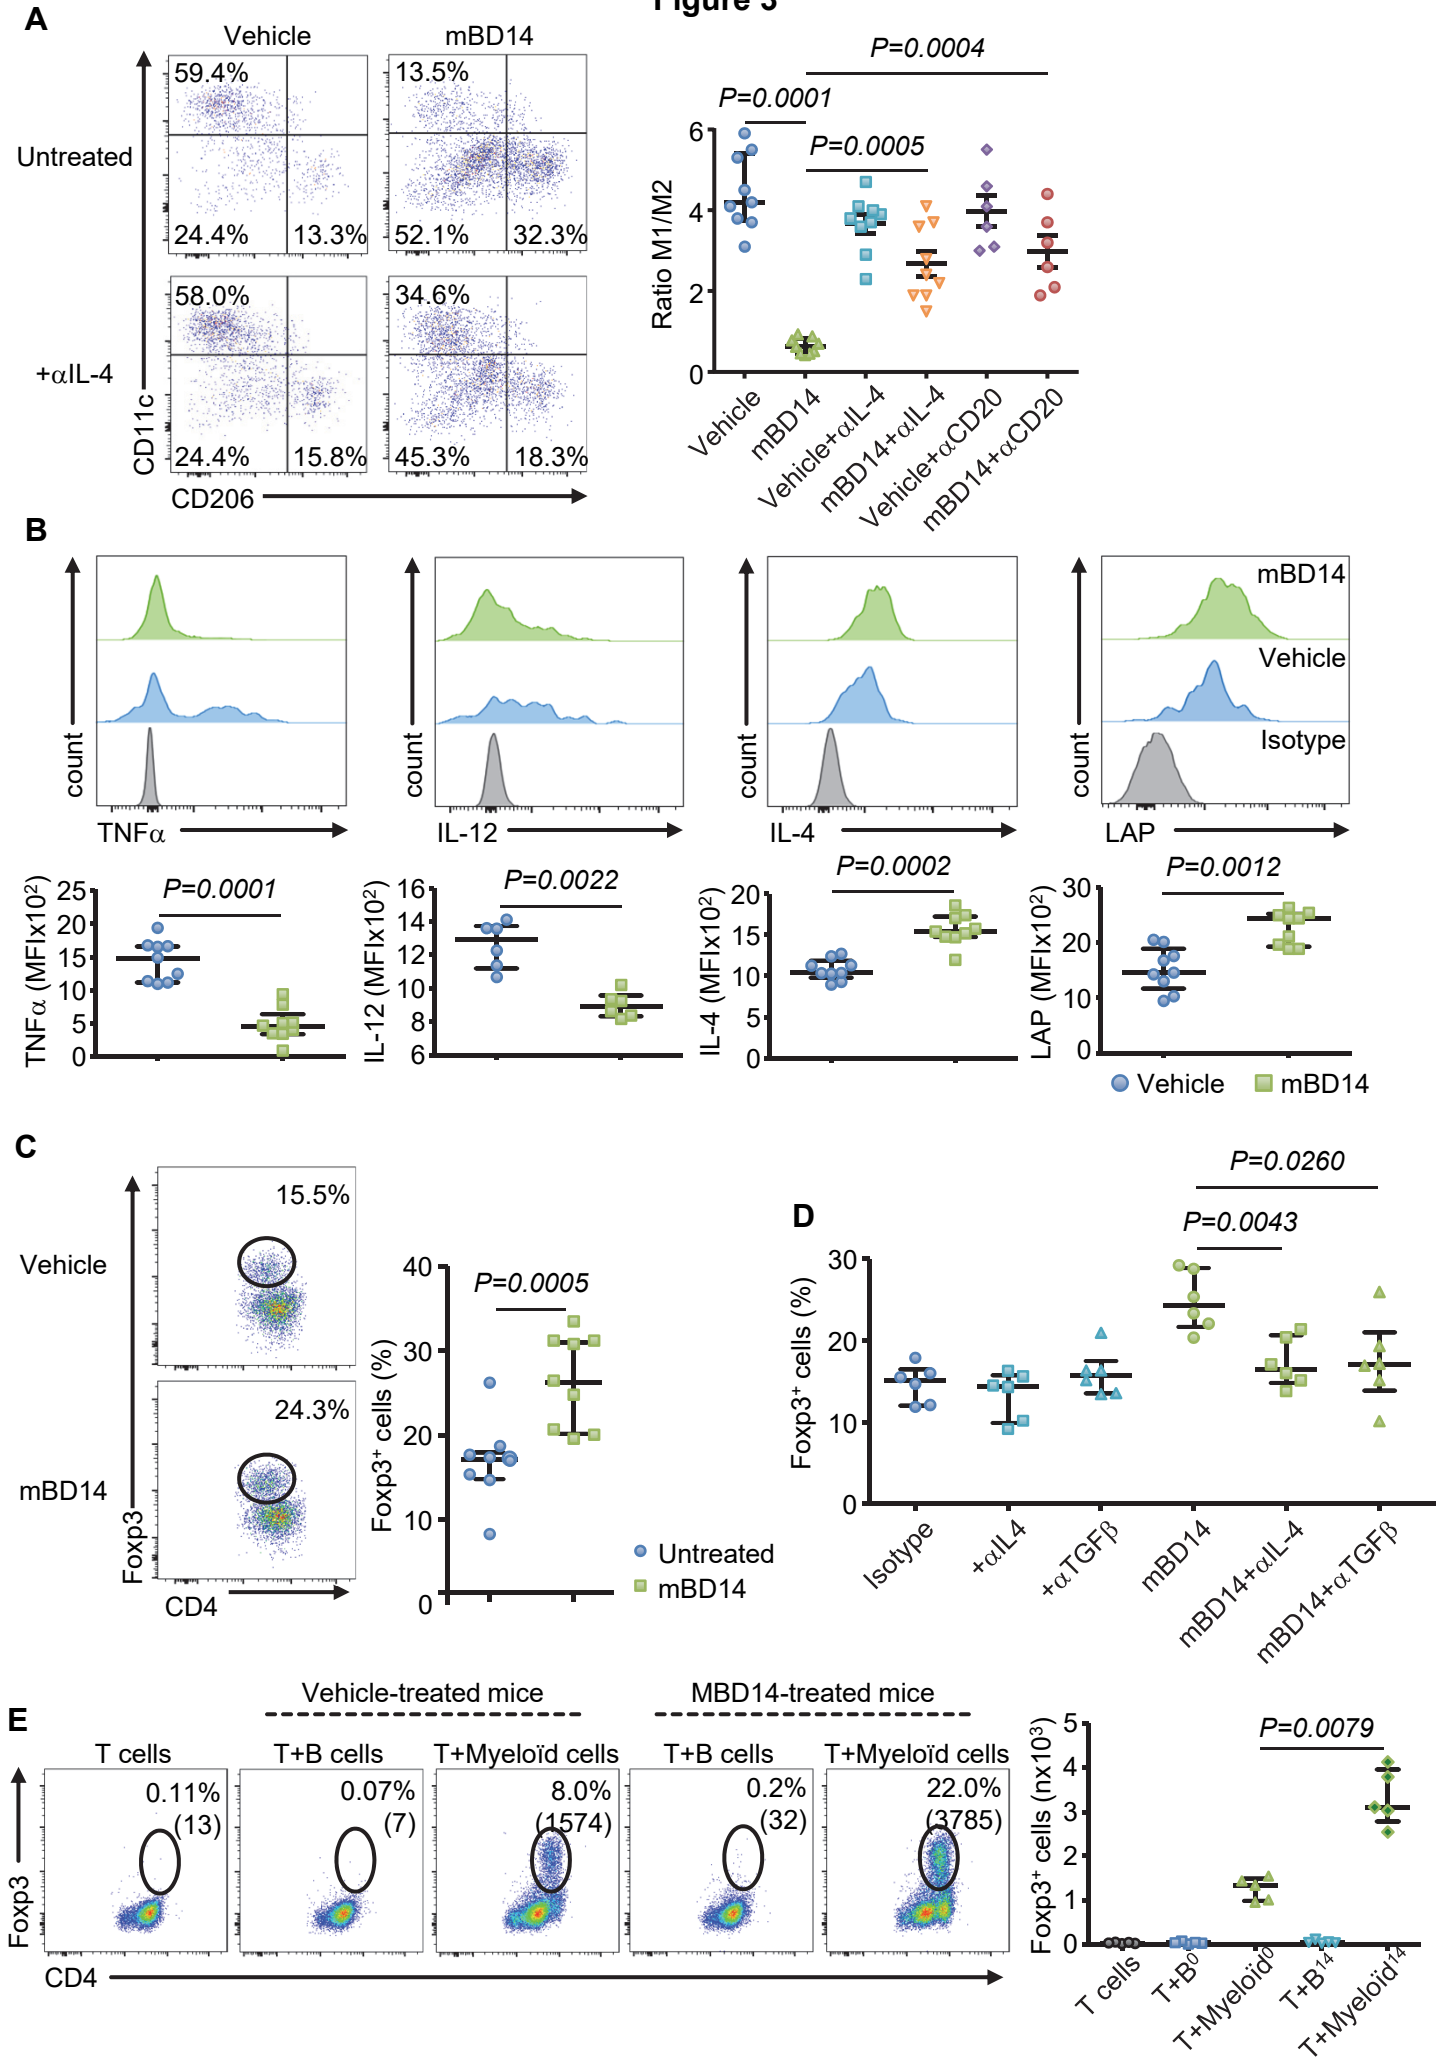 Figure 3
A
Vehicle
mBD14
Untreated
+αIL-4
59.4%
24.4%
13.3%
13.5%
52.1%
32.3%
58.0%
24.4%
15.8%
34.6%
45.3%
18.3%
CD11c
CD206
P=0.0004
P=0.0001
P=0.0005
Ratio M1/M2
6
4
2
0
Vehicle
mBD14
Vehicle+αIL-4
mBD14+αIL-4
Vehicle+αCD20
mBD14+αCD20
B
count
count
count
count
mBD14
Vehicle
Isotype
TNFα
IL-12
IL-4
LAP
TNFα (MFIx10²)
25
20
15
10
5
0
P=0.0001
IL-12 (MFIx10²)
16
14
12
10
8
6
P=0.0022
IL-4 (MFIx10²)
20
15
10
5
0
P=0.0002
LAP (MFIx10²)
30
20
10
0
P=0.0012
Vehicle
mBD14
C
Vehicle
15.5%
mBD14
24.3%
Foxp3
CD4
Foxp3⁺ cells (%)
40
30
20
10
0
P=0.0005
Untreated
mBD14
D
P=0.0260
P=0.0043
Foxp3⁺ cells (%)
30
20
10
0
Isotype
+αIL4
+αTGFβ
mBD14
mBD14+αIL-4
mBD14+αTGFβ
E
Vehicle-treated mice
MBD14-treated mice
T cells
T+B cells
T+Myeloïd cells
T+B cells
T+Myeloïd cells
0.11%
(13)
0.07%
(7)
8.0%
(1574)
0.2%
(32)
22.0%
(3785)
Foxp3
CD4
Foxp3⁺ cells (nx10³)
5
4
3
2
1
0
P=0.0079
T cells
T+B⁰
T+Myeloïd⁰
T+B¹⁴
T+Myeloïd¹⁴